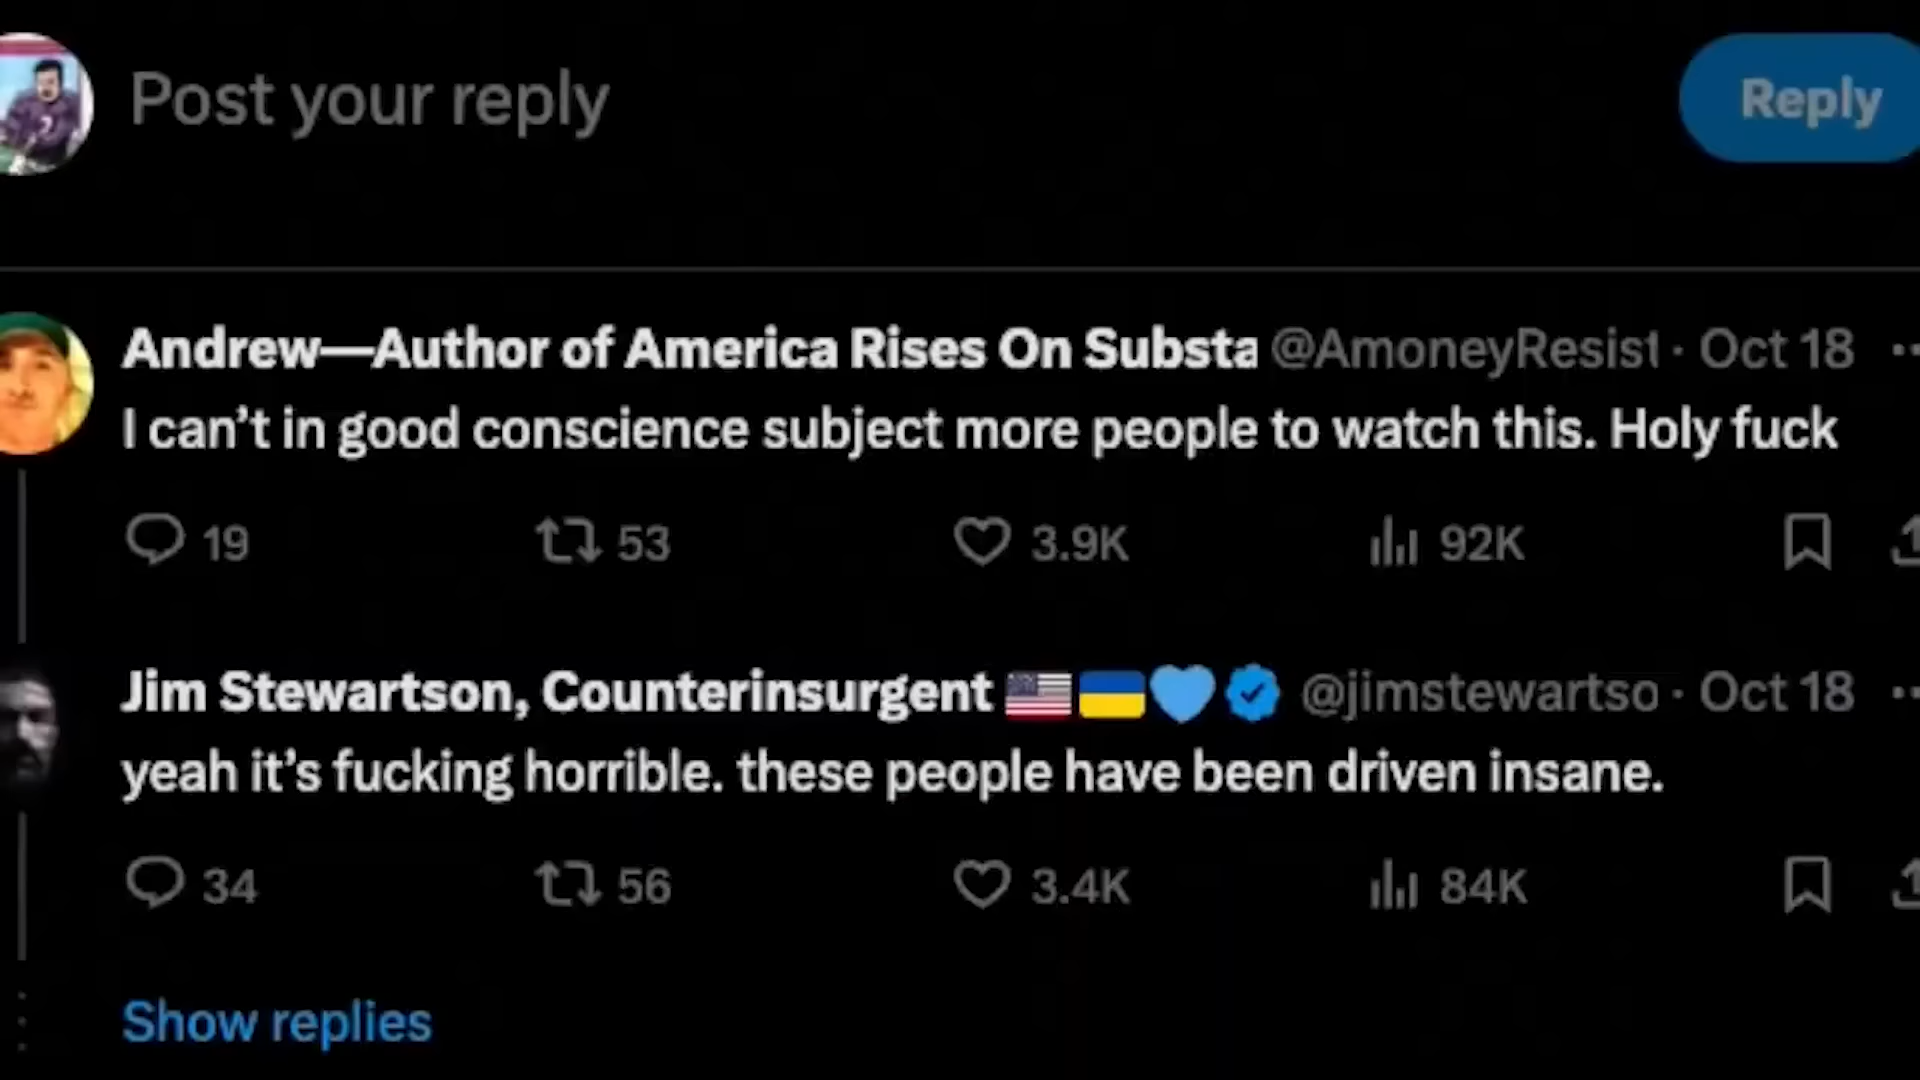 Post your reply
Reply
Andrew—Author of America Rises On Substa @AmoneyResist · Oct 18
I can’t in good conscience subject more people to watch this. Holy fuck
19 53 3.9K 92K
Jim Stewartson, Counterinsurgent 🇺🇸🇺🇦💙 @jimstewartso · Oct 18
yeah it’s fucking horrible. these people have been driven insane.
34 56 3.4K 84K
Show replies